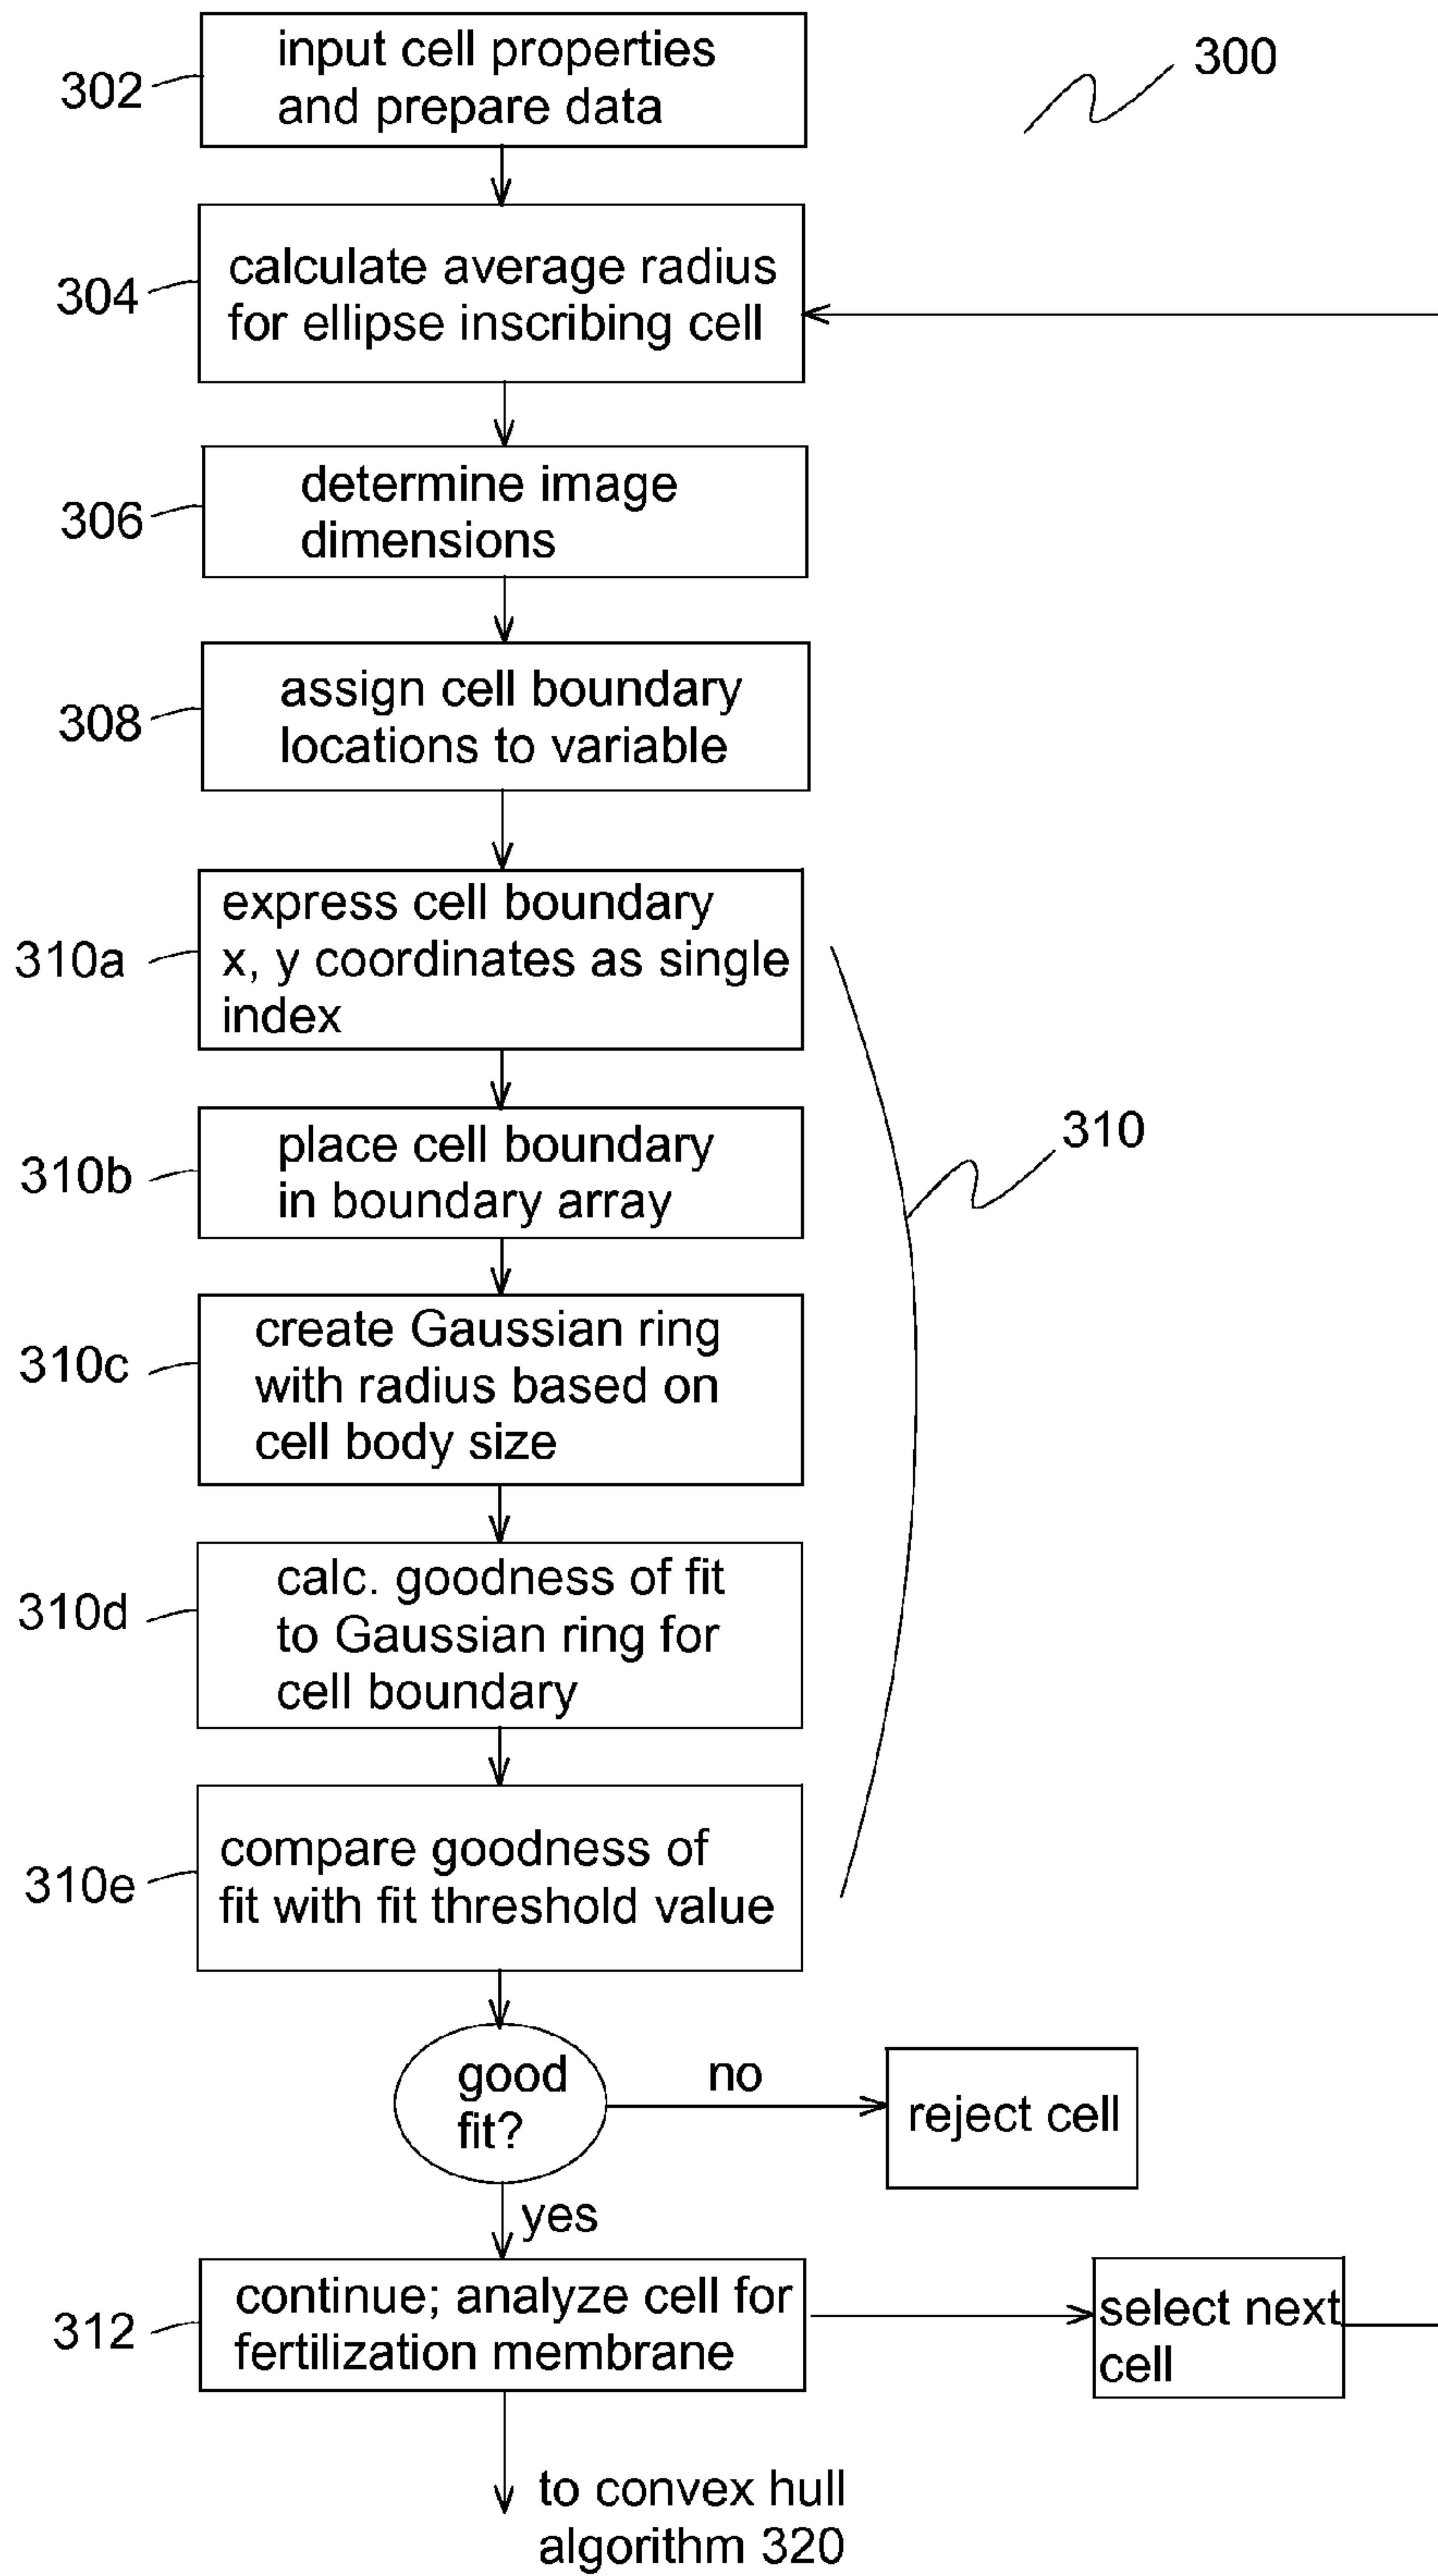 300
302
input cell properties
and prepare data
304
calculate average radius
for ellipse inscribing cell
306
determine image
dimensions
308
assign cell boundary
locations to variable
310a
express cell boundary
x, y coordinates as single
index
310
310b
place cell boundary
in boundary array
310c
create Gaussian ring
with radius based on
cell body size
310d
calc. goodness of fit
to Gaussian ring for
cell boundary
310e
compare goodness of
fit with fit threshold value
good
fit?
no
reject cell
yes
312
continue; analyze cell for
fertilization membrane
select next
cell
to convex hull
algorithm 320